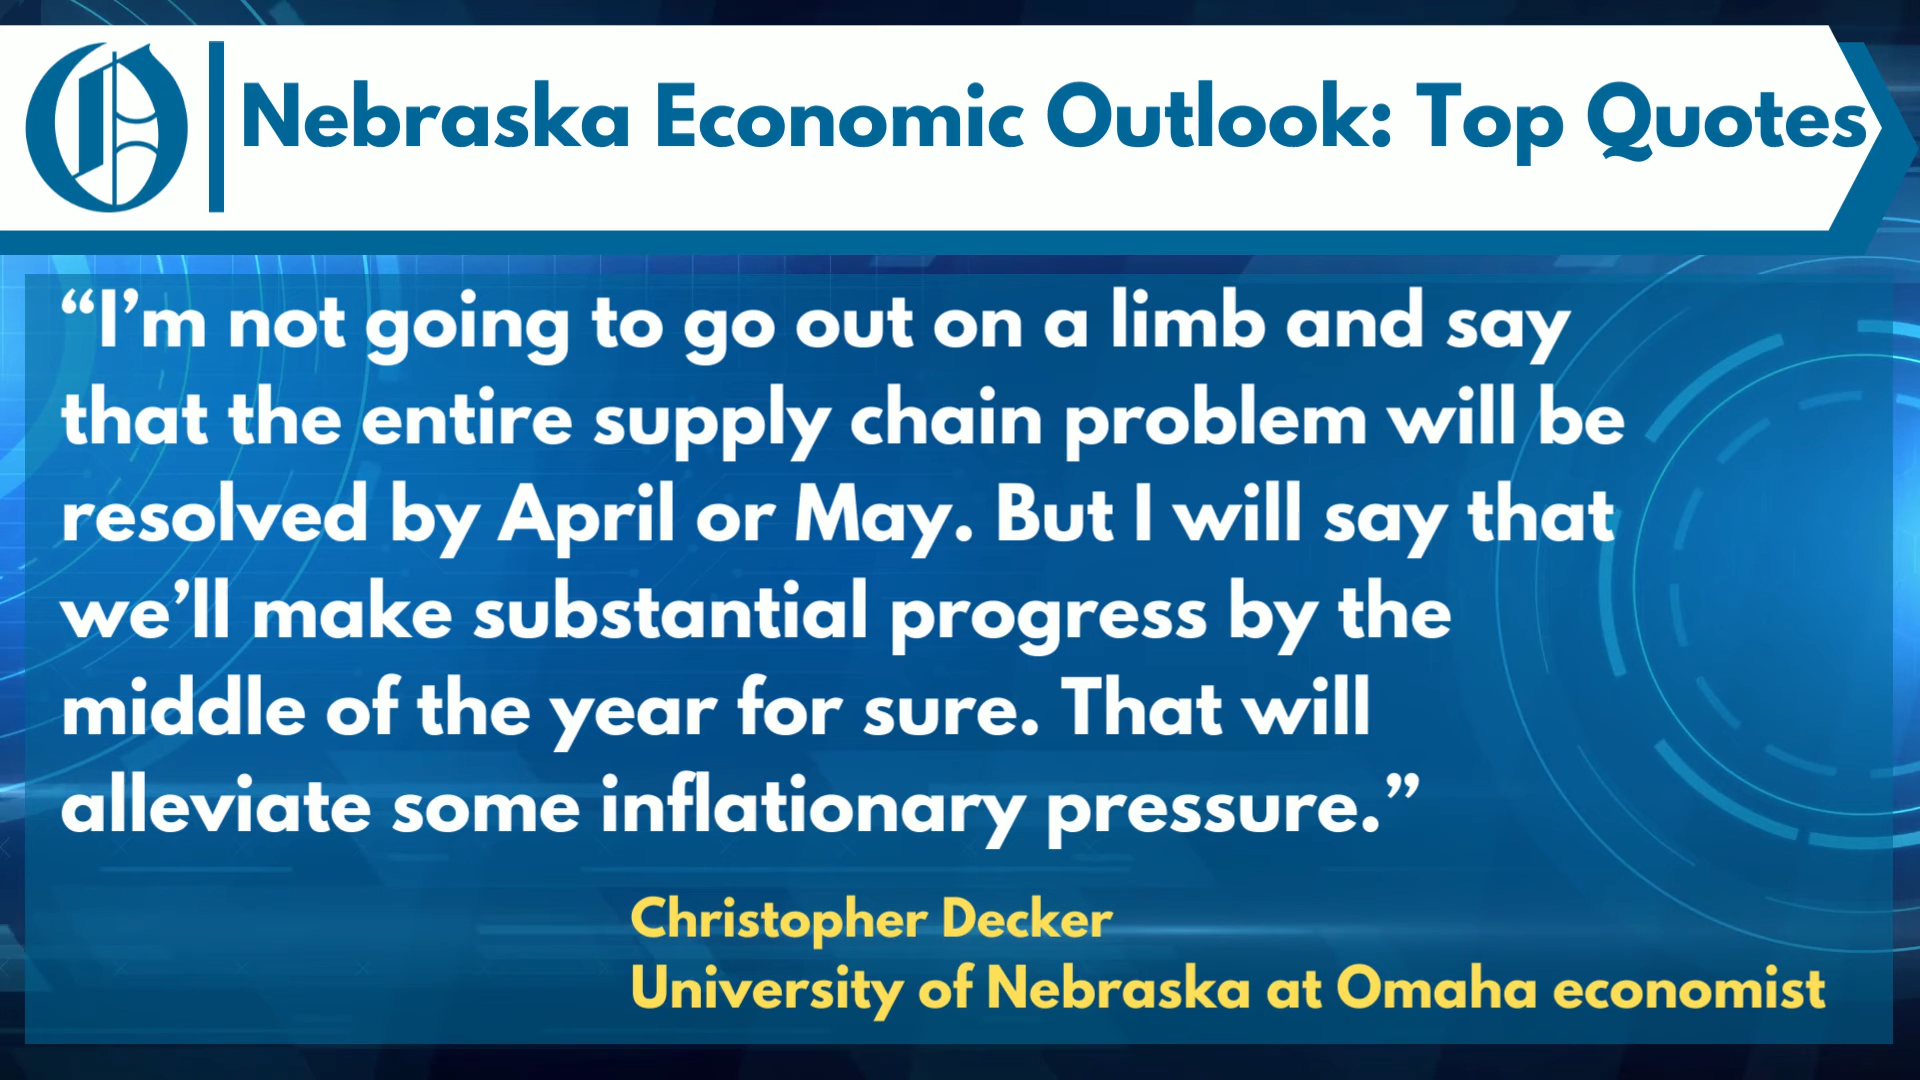 O
Nebraska Economic Outlook: Top Quotes
“I’m not going to go out on a limb and say
that the entire supply chain problem will be
resolved by April or May. But I will say that
we’ll make substantial progress by the
middle of the year for sure. That will
alleviate some inflationary pressure.”
Christopher Decker
University of Nebraska at Omaha economist